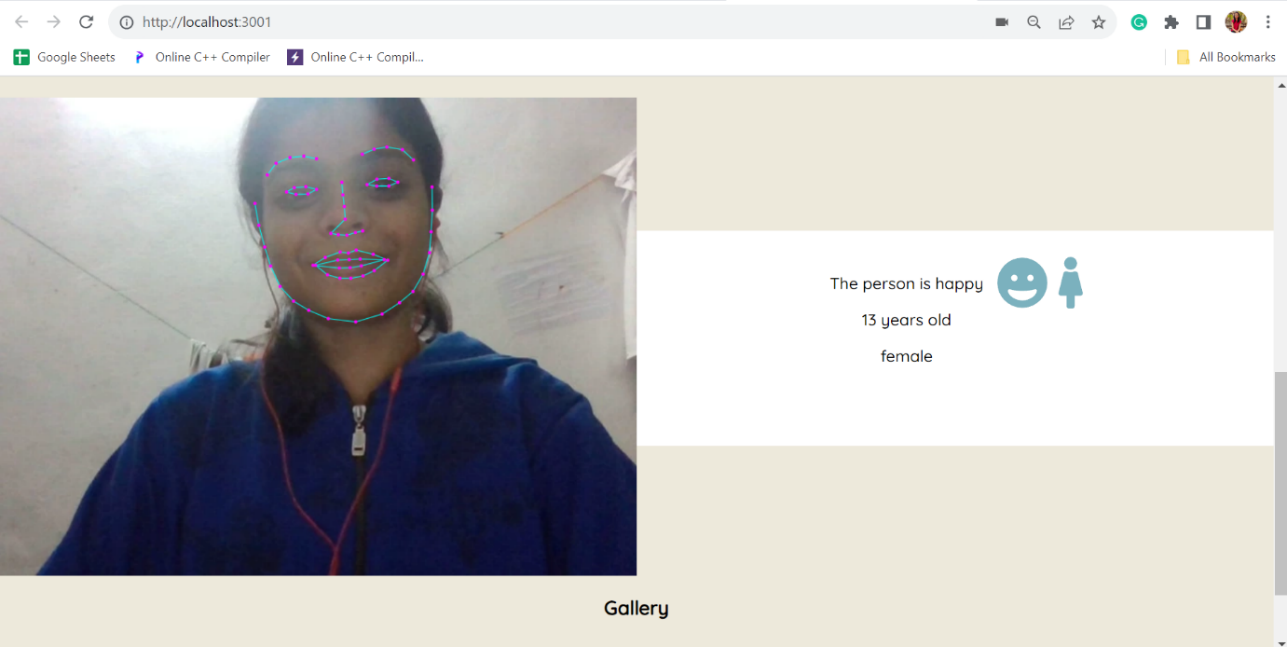 http://localhost:3001
Google Sheets
Online C++ Compiler
Online C++ Compil...
All Bookmarks
The person is happy
13 years old
female
Gallery